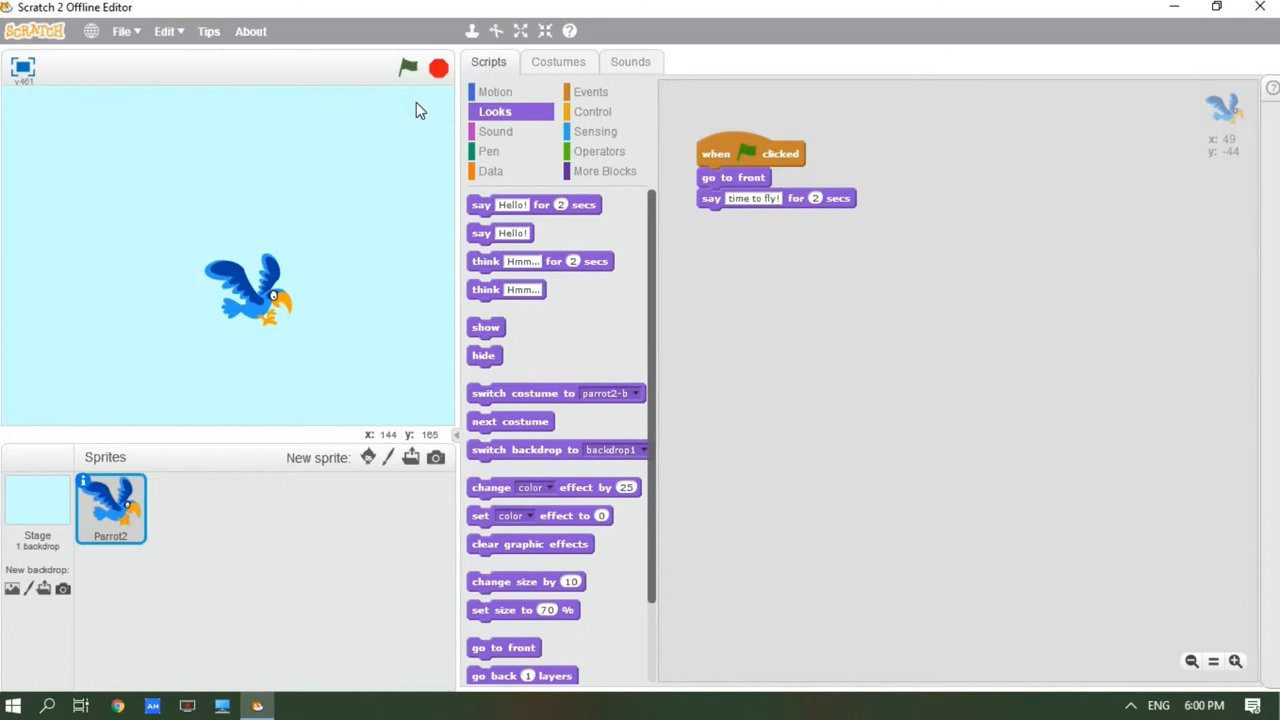 Scratch 2 Offline Editor
SCRATCH File Edit Tips About
v461
Scripts Costumes Sounds
Motion Events
Looks Control
Sound Sensing
Pen Operators
Data More Blocks
say Hello! for 2 secs
say Hello!
think Hmm... for 2 secs
think Hmm...
show
hide
switch costume to parrot2-b
next costume
switch backdrop to backdrop1
change color effect by 25
set color effect to 0
clear graphic effects
change size by 10
set size to 70 %
go to front
go back 1 layers
when clicked
go to front
say time to fly! for 2 secs
x: 49
y: -44
x: 144 y: 165
Sprites New sprite:
Stage
1 backdrop
New backdrop:
Parrot2
AM
ENG 6:00 PM